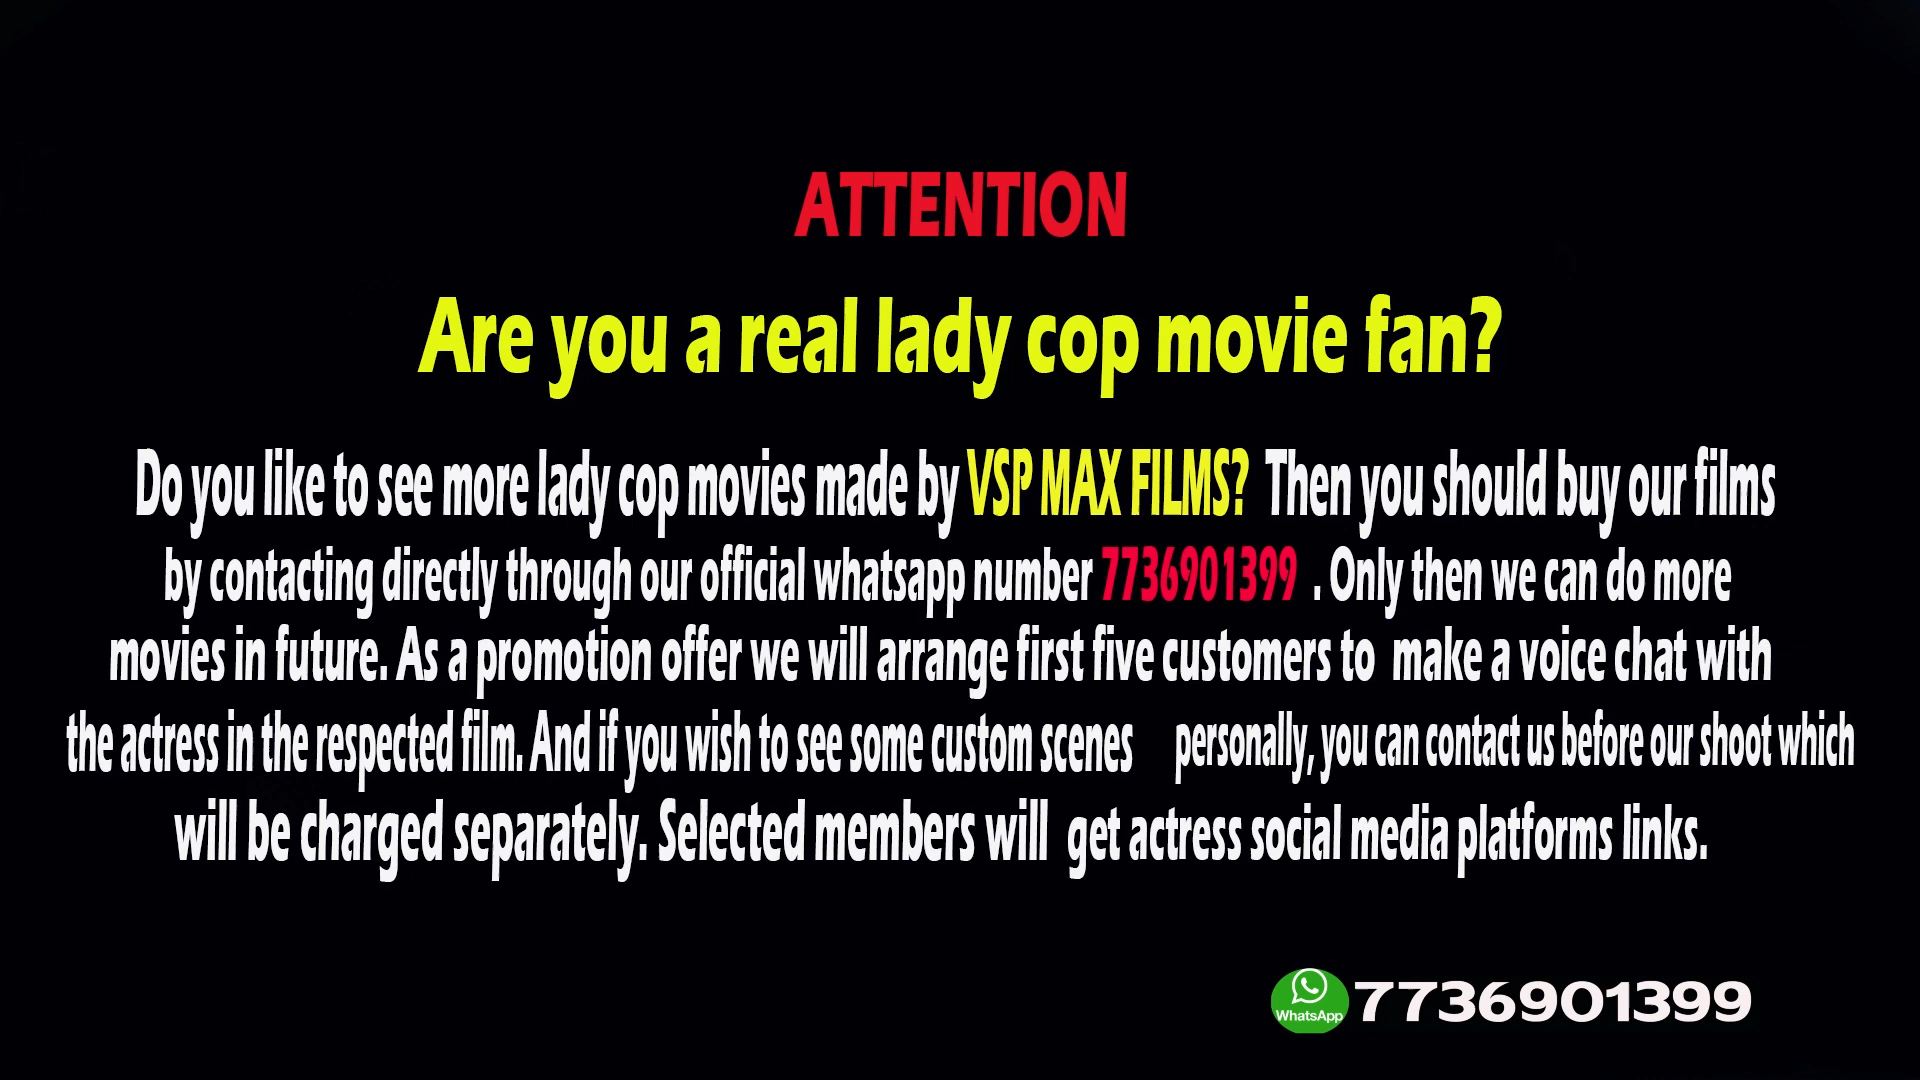 ATTENTION
Are you a real lady cop movie fan?
Do you like to see more lady cop movies made by VSP MAX FILMS? Then you should buy our films
by contacting directly through our official whatsapp number 7736901399 . Only then we can do more
movies in future. As a promotion offer we will arrange first five customers to make a voice chat with
the actress in the respected film. And if you wish to see some custom scenes personally, you can contact us before our shoot which
will be charged separately. Selected members will get actress social media platforms links.
WhatsApp 7736901399